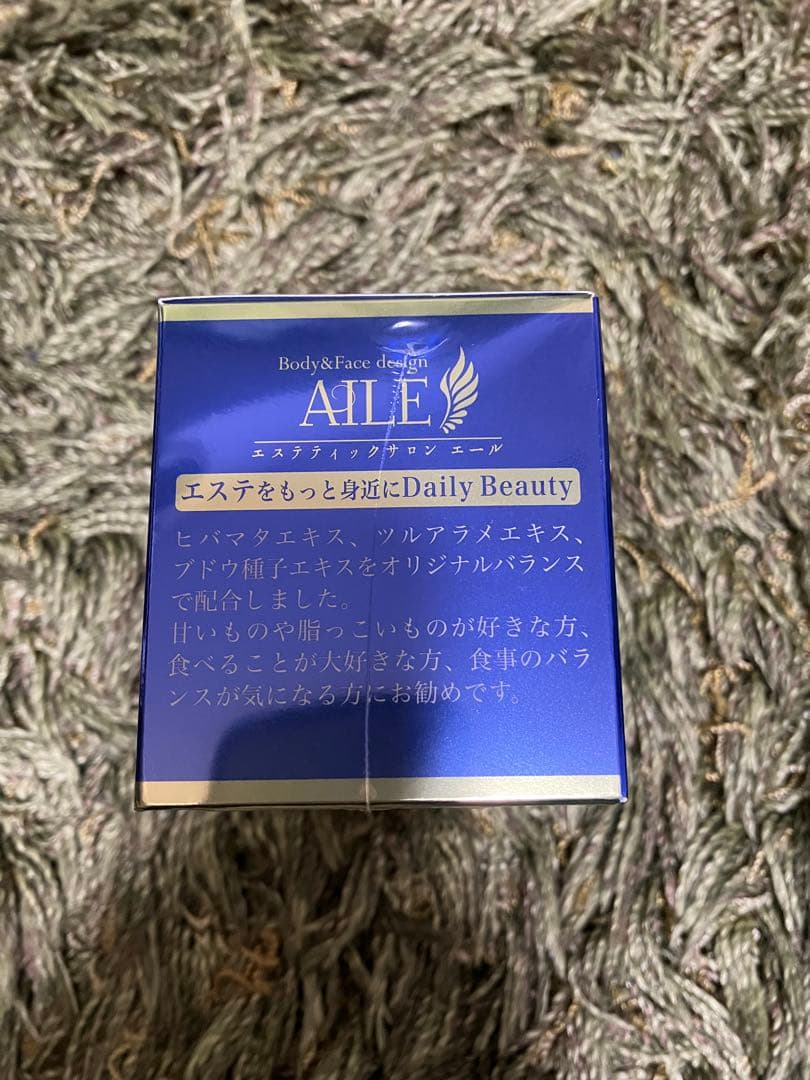 Body&Face design
AILE
エステティックサロン エール
エステをもっと身近にDaily Beauty
ヒバマタエキス、ツルアラメエキス、
ブドウ種子エキスをオリジナルバランス
で配合しました。
甘いものや脂っこいものが好きな方、
食べることが大好きな方、食事のバラ
ンスが気になる方にお勧めです。